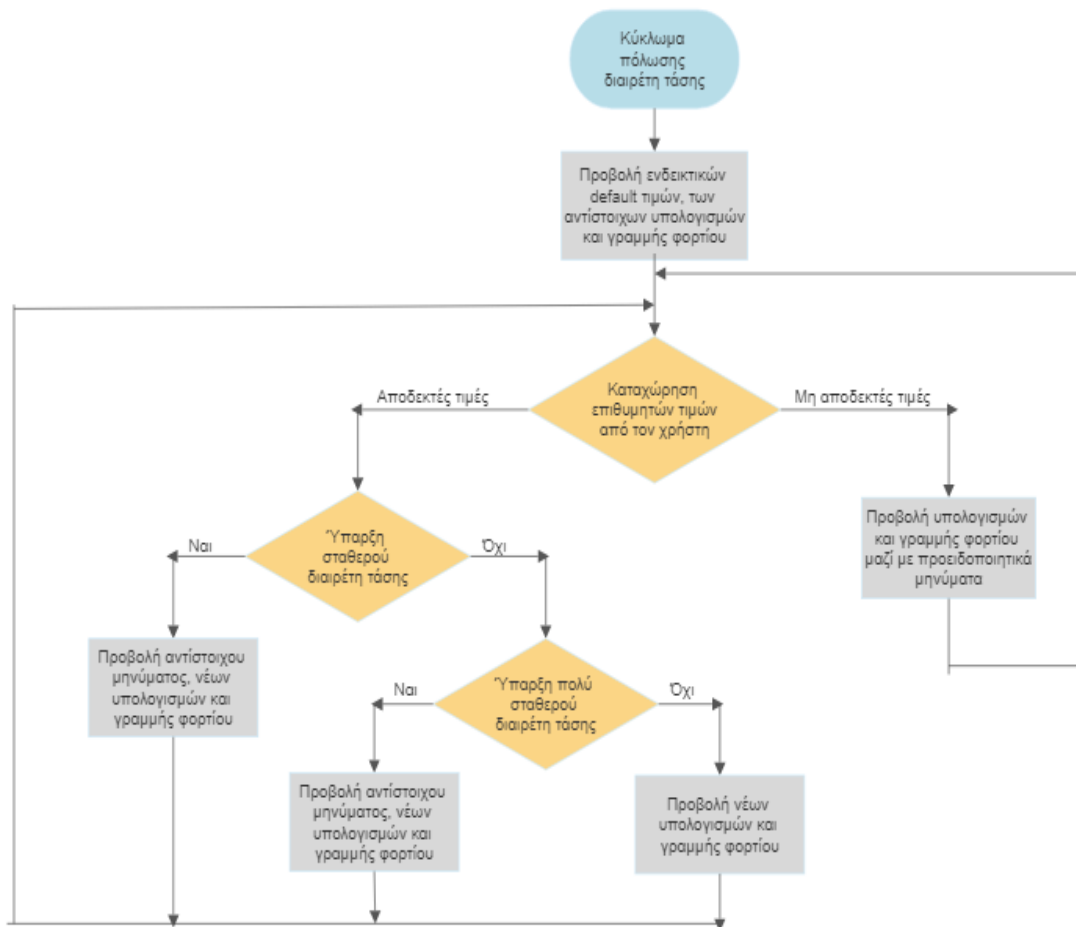 Κύκλωμα
πόλωσης
διαιρέτη τάσης
Προβολή ενδεικτικών
default τιμών, των
αντίστοιχων υπολογισμών
και γραμμής φορτίου
Αποδεκτές τιμές
Καταχώρηση
επιθυμητών τιμών
από τον χρήστη
Μη αποδεκτές τιμές
Ναι
Ύπαρξη
σταθερού
διαιρέτη τάσης
Όχι
Προβολή υπολογισμών
και γραμμής φορτίου
μαζί με προειδοποιητικά
μηνύματα
Προβολή αντίστοιχου
μηνύματος, νέων
υπολογισμών και
γραμμής φορτίου
Ναι
Ύπαρξη πολύ
σταθερού
διαιρέτη τάσης
Όχι
Προβολή αντίστοιχου
μηνύματος, νέων
υπολογισμών και
γραμμής φορτίου
Προβολή νέων
υπολογισμών και
γραμμής φορτίου